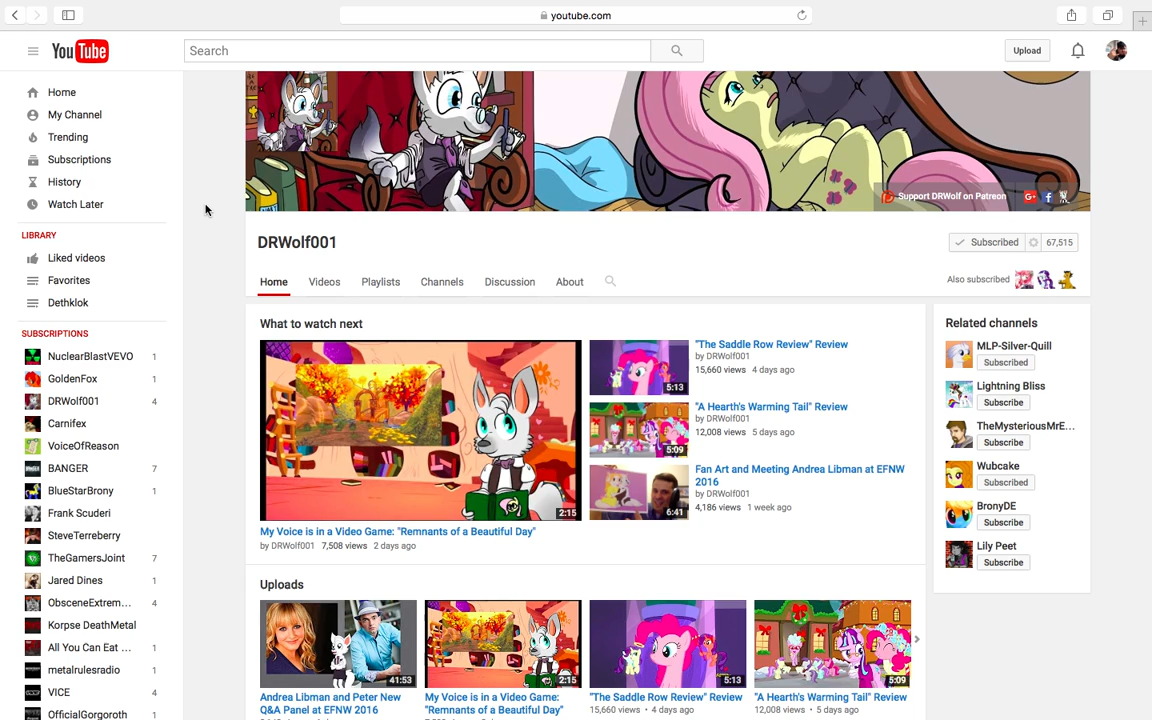 youtube.com
YouTube
Search
Upload
Home
My Channel
Trending
Subscriptions
History
Watch Later
LIBRARY
Liked videos
Favorites
Dethklok
SUBSCRIPTIONS
NuclearBlastVEVO 1
GoldenFox 1
DRWolf001 4
Carnifex
VoiceOfReason
BANGER 7
BlueStarBrony 1
Frank Scuderi
SteveTerreberry
TheGamersJoint 7
Jared Dines 1
ObsceneExtrem... 4
Korpse DeathMetal
All You Can Eat ... 1
metalrulesradio 1
VICE 4
OfficialGorgoroth
Support DRWolf on Patreon
DRWolf001
Subscribed 67,515
Home Videos Playlists Channels Discussion About
Also subscribed
What to watch next
2:15
My Voice is in a Video Game: "Remnants of a Beautiful Day"
by DRWolf001 7,508 views 2 days ago
5:13
"The Saddle Row Review" Review
by DRWolf001
15,660 views 4 days ago
5:09
"A Hearth's Warming Tail" Review
by DRWolf001
12,008 views 5 days ago
6:41
Fan Art and Meeting Andrea Libman at EFNW
2016
by DRWolf001
4,186 views 1 week ago
Related channels
MLP-Silver-Quill
Subscribed
Lightning Bliss
Subscribe
TheMysteriousMrE...
Subscribe
Wubcake
Subscribed
BronyDE
Subscribe
Lily Peet
Subscribe
Uploads
41:53
Andrea Libman and Peter New
Q&A Panel at EFNW 2016
2:15
My Voice is in a Video Game:
"Remnants of a Beautiful Day"
5:13
"The Saddle Row Review" Review
15,660 views • 4 days ago
5:09
"A Hearth's Warming Tail" Review
12,008 views • 5 days ago